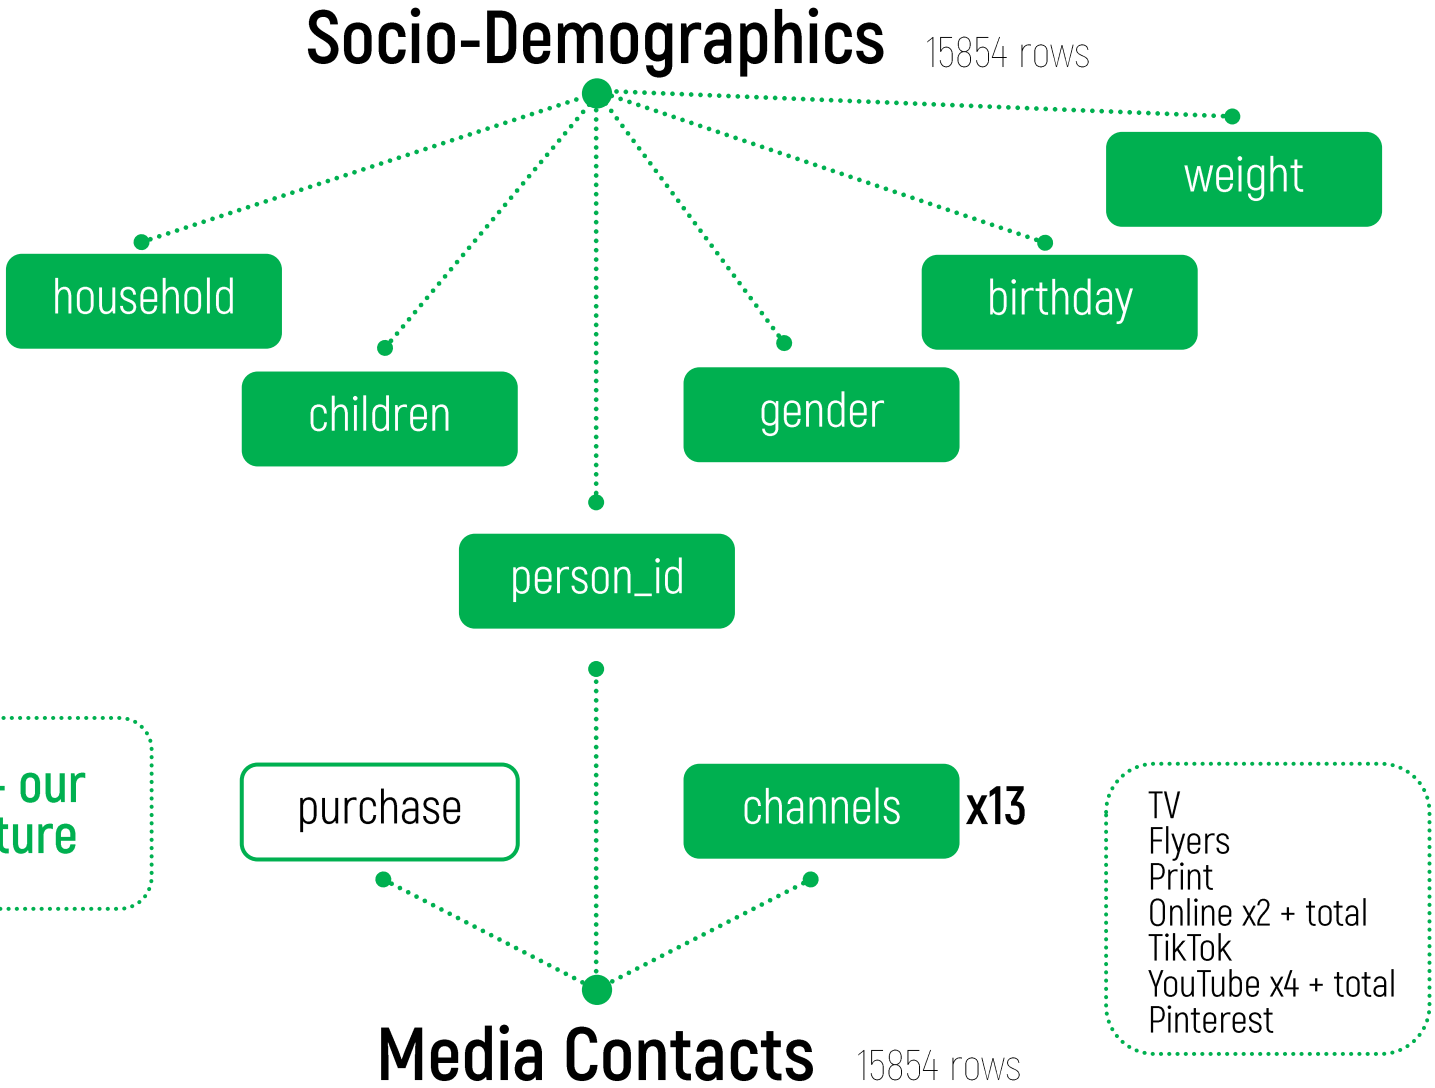 Socio-Demographics 15854 rows
weight
household
birthday
children
gender
person_id
- our
ture
purchase
channels x13
TV
Flyers
Print
Online x2 + total
TikTok
YouTube x4 + total
Pinterest
Media Contacts 15854 rows